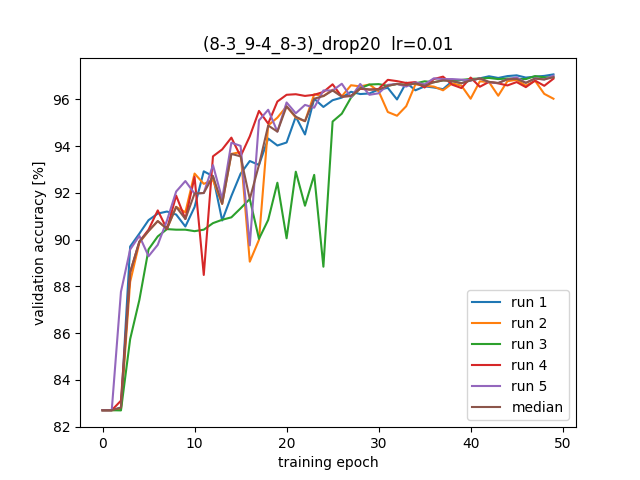 (8-3_9-4_8-3)_drop20  lr=0.01
validation accuracy [%]
96
94
92
90
88
86
84
82
0
10
20
30
40
50
training epoch
run 1
run 2
run 3
run 4
run 5
median